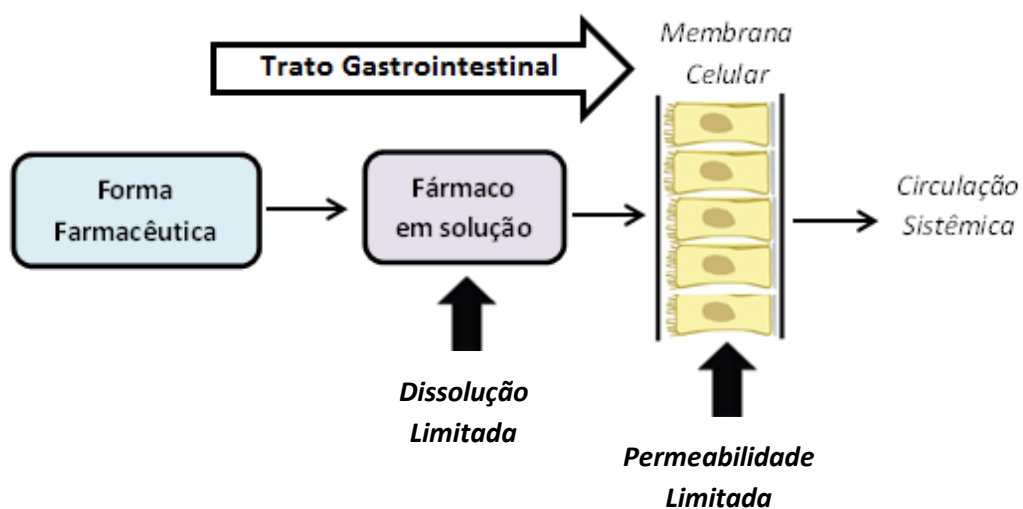 Trato Gastrointestinal
Membrana
Celular
Forma
Farmacêutica
Fármaco
em solução
Circulação
Sistêmica
Dissolução
Limitada
Permeabilidade
Limitada